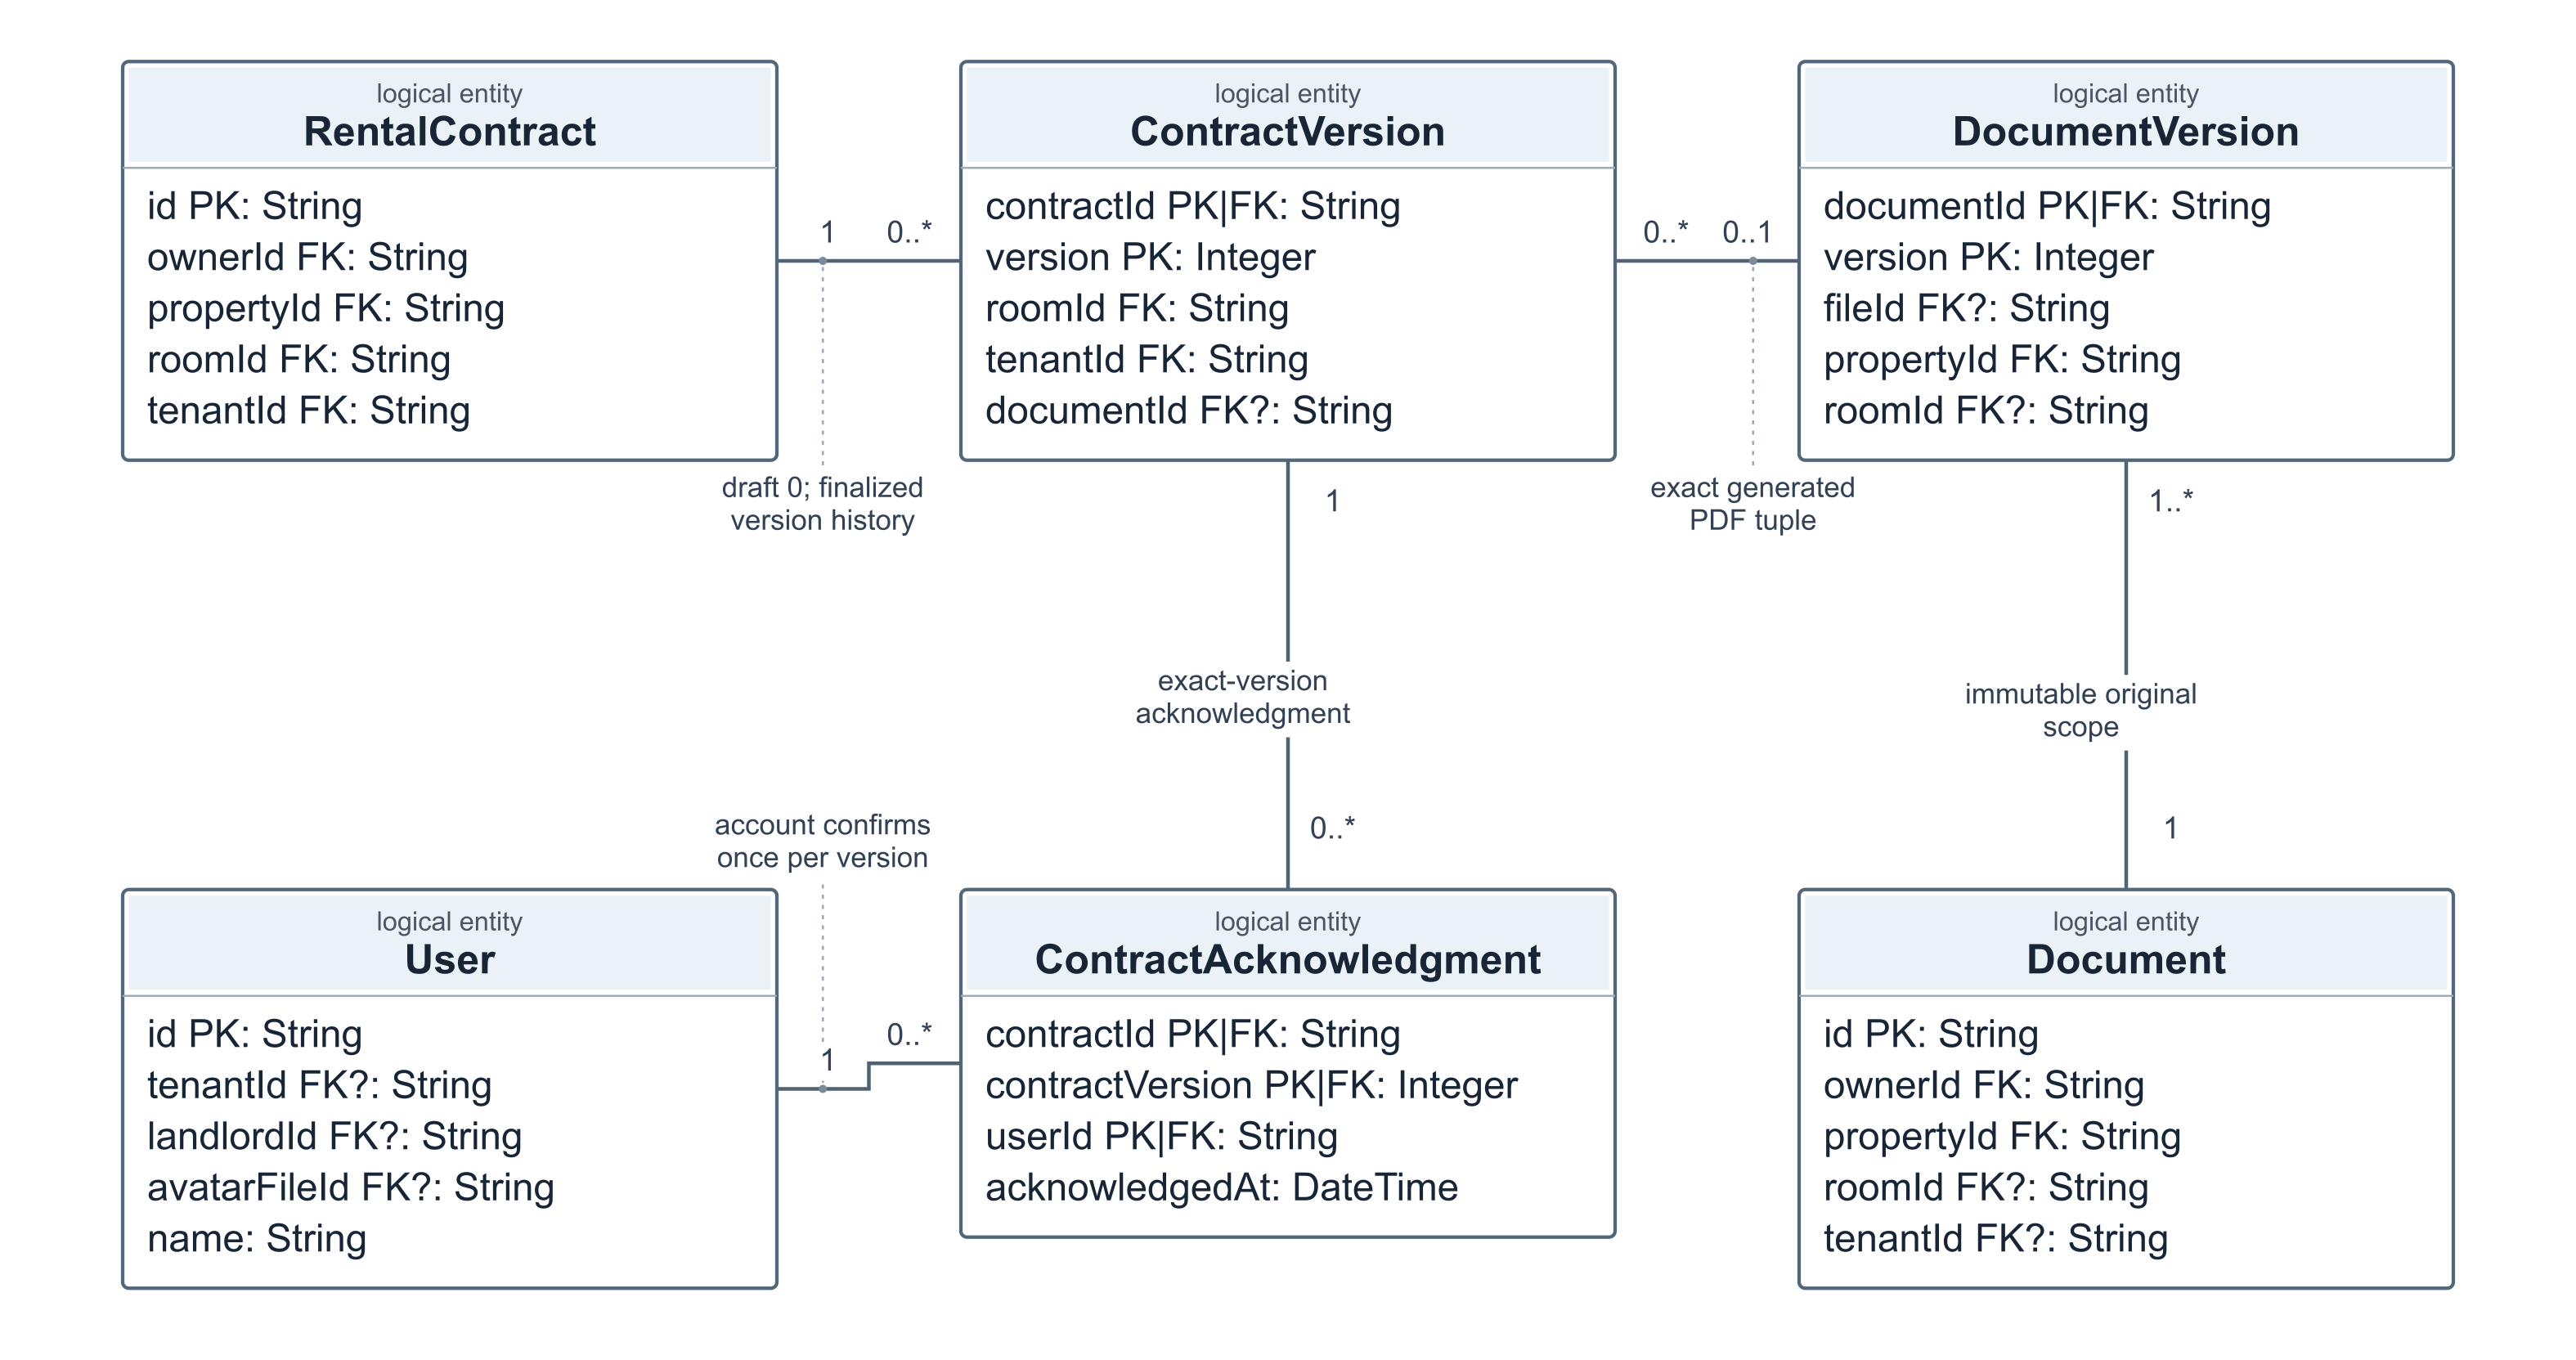 logical entity
RentalContract
id PK: String
ownerId FK: String
propertyId FK: String
roomId FK: String
tenantId FK: String
1
0..*
draft 0; finalized
version history
logical entity
ContractVersion
contractId PK|FK: String
version PK: Integer
roomId FK: String
tenantId FK: String
documentId FK?: String
0..*
0..1
exact generated
PDF tuple
logical entity
DocumentVersion
documentId PK|FK: String
version PK: Integer
fileId FK?: String
propertyId FK: String
roomId FK?: String
1
exact-version
acknowledgment
0..*
1..*
immutable original
scope
1
account confirms
once per version
logical entity
User
id PK: String
tenantId FK?: String
landlordId FK?: String
avatarFileId FK?: String
name: String
1
0..*
logical entity
ContractAcknowledgment
contractId PK|FK: String
contractVersion PK|FK: Integer
userId PK|FK: String
acknowledgedAt: DateTime
logical entity
Document
id PK: String
ownerId FK: String
propertyId FK: String
roomId FK?: String
tenantId FK?: String